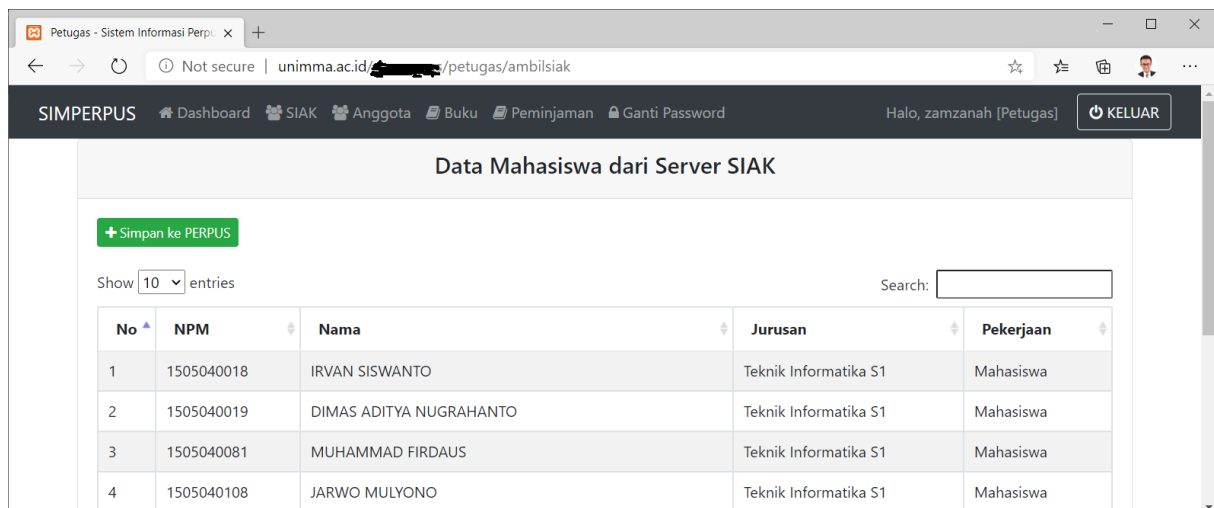 Petugas - Sistem Informasi Perpu
Not secure | unimma.ac.id/ s/petugas/ambilsiak
SIMPERPUS Dashboard SIAK Anggota Buku Peminjaman Ganti Password Halo, zamzanah [Petugas] KELUAR
Data Mahasiswa dari Server SIAK
+ Simpan ke PERPUS
Show 10 entries Search:
No NPM Nama Jurusan Pekerjaan
1 1505040018 IRVAN SISWANTO Teknik Informatika S1 Mahasiswa
2 1505040019 DIMAS ADITYA NUGRAHANTO Teknik Informatika S1 Mahasiswa
3 1505040081 MUHAMMAD FIRDAUS Teknik Informatika S1 Mahasiswa
4 1505040108 JARWO MULYONO Teknik Informatika S1 Mahasiswa